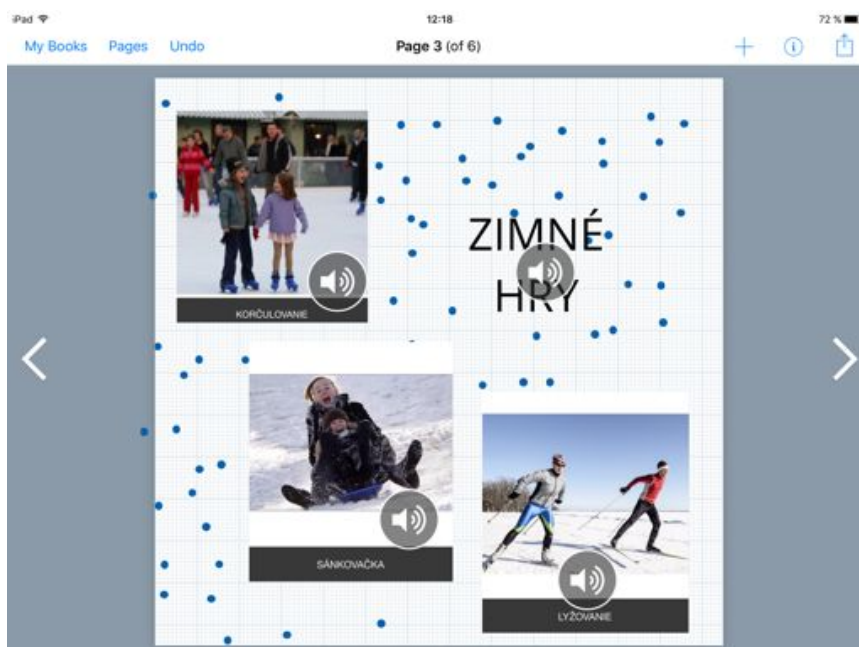 iPad 12:18 72 %
My Books Pages Undo Page 3 (of 6)
ZIMNÉ
HRY
KORČULOVANIE
SÁNKOVAČKA
LYŽOVANIE